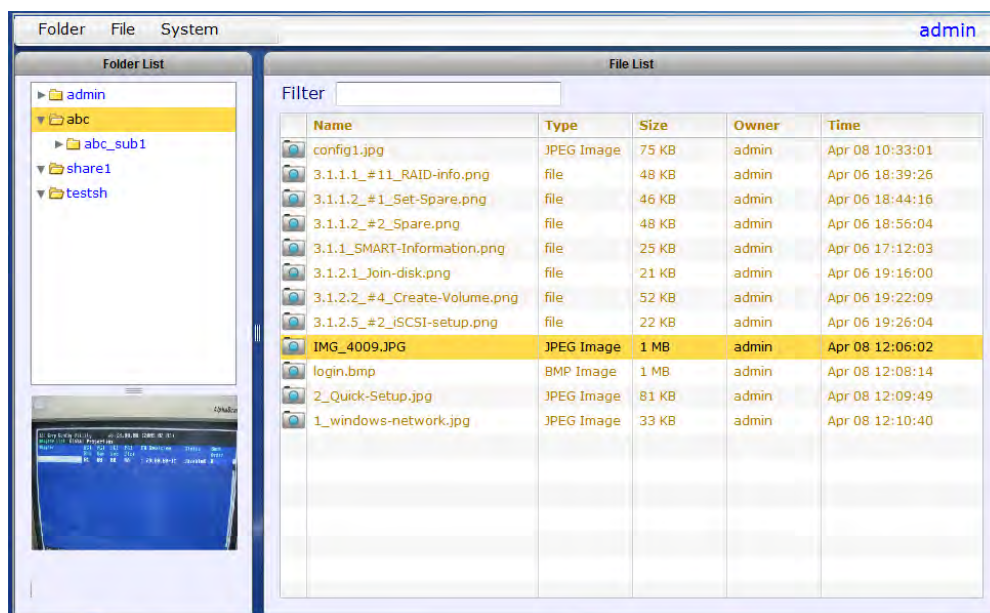 Folder File System admin
Folder List
admin
abc
abc_sub1
share1
testsh
File List
Filter
Name Type Size Owner Time
config1.jpg JPEG Image 75 KB admin Apr 08 10:33:01
3.1.1.1_#11_RAID-info.png file 48 KB admin Apr 06 18:39:26
3.1.1.2_#1_Set-Spare.png file 46 KB admin Apr 06 18:44:16
3.1.1.2_#2_Spare.png file 48 KB admin Apr 06 18:56:04
3.1.1_SMART-Information.png file 25 KB admin Apr 06 17:12:03
3.1.2.1_Join-disk.png file 21 KB admin Apr 06 19:16:00
3.1.2.2_#4_Create-Volume.png file 52 KB admin Apr 06 19:22:09
3.1.2.5_#2_iSCSI-setup.png file 22 KB admin Apr 06 19:26:04
IMG_4009.JPG JPEG Image 1 MB admin Apr 08 12:06:02
login.bmp BMP Image 1 MB admin Apr 08 12:08:14
2_Quick-Setup.jpg JPEG Image 81 KB admin Apr 08 12:09:49
1_windows-network.jpg JPEG Image 33 KB admin Apr 08 12:10:40